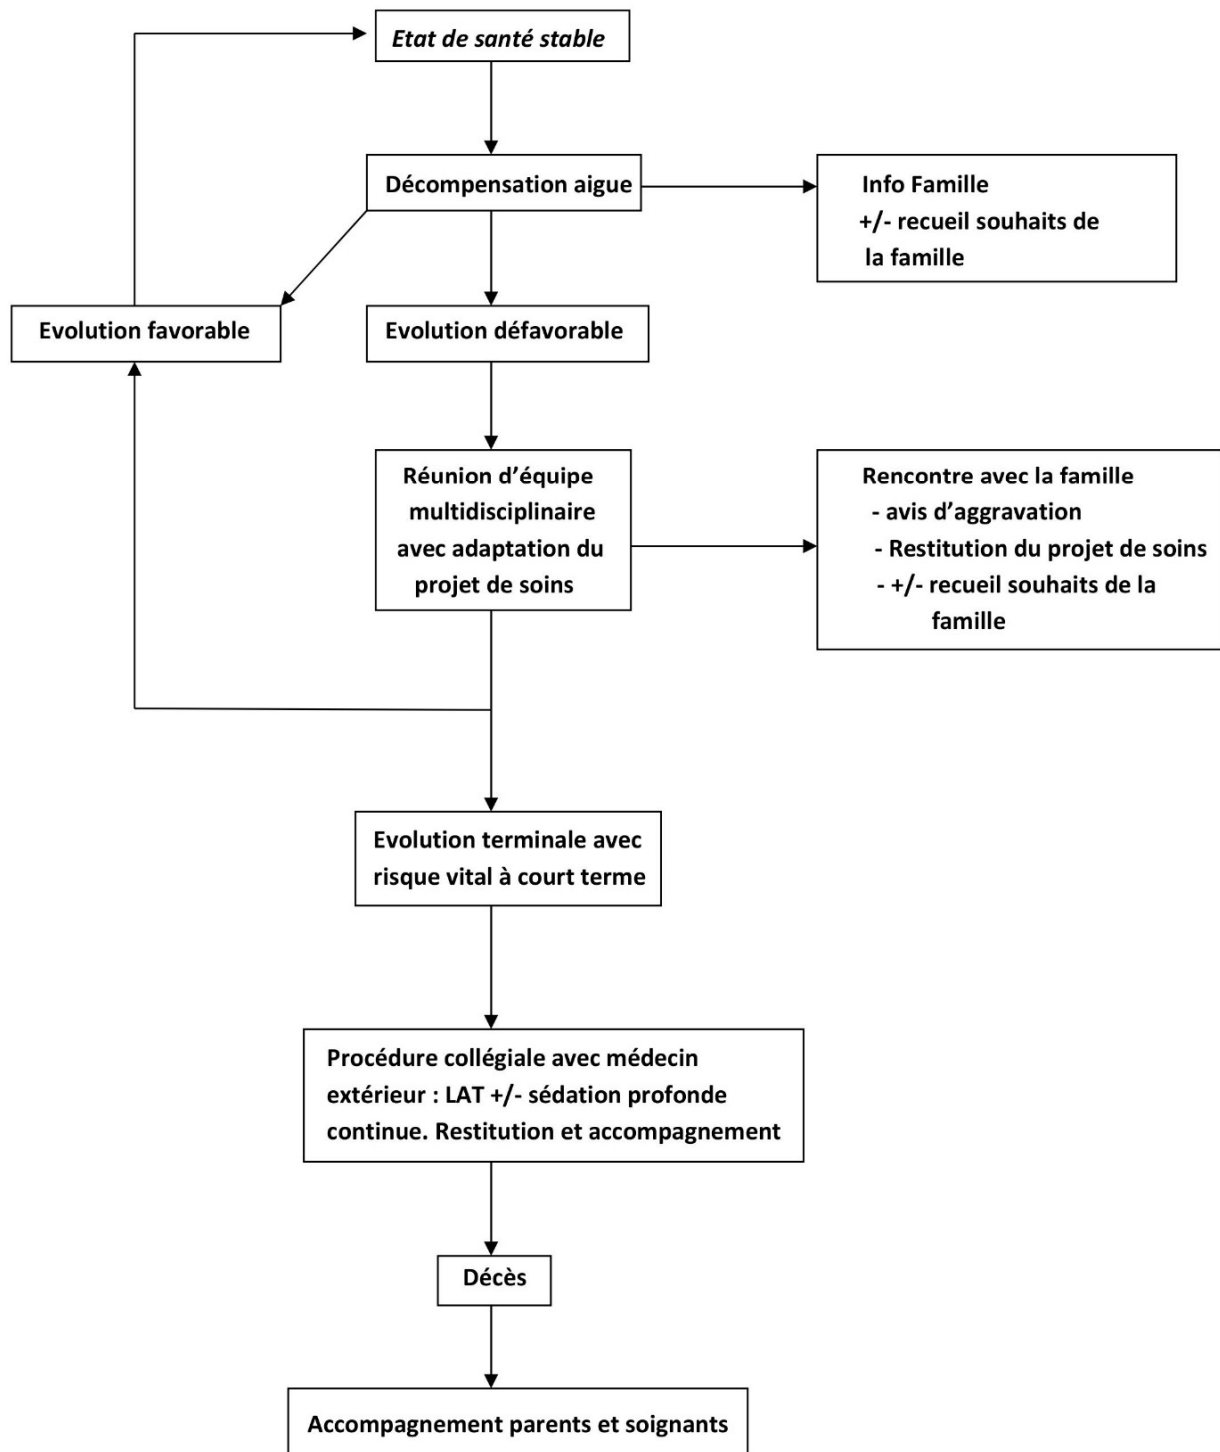 Etat de santé stable
Décompensation aigue
Info Famille
+/- recueil souhaits de
la famille
Evolution favorable
Evolution défavorable
Réunion d’équipe
multidisciplinaire
avec adaptation du
projet de soins
Rencontre avec la famille
- avis d’aggravation
- Restitution du projet de soins
- +/- recueil souhaits de la
famille
Evolution terminale avec
risque vital à court terme
Procédure collégiale avec médecin
extérieur : LAT +/- sédation profonde
continue. Restitution et accompagnement
Décès
Accompagnement parents et soignants